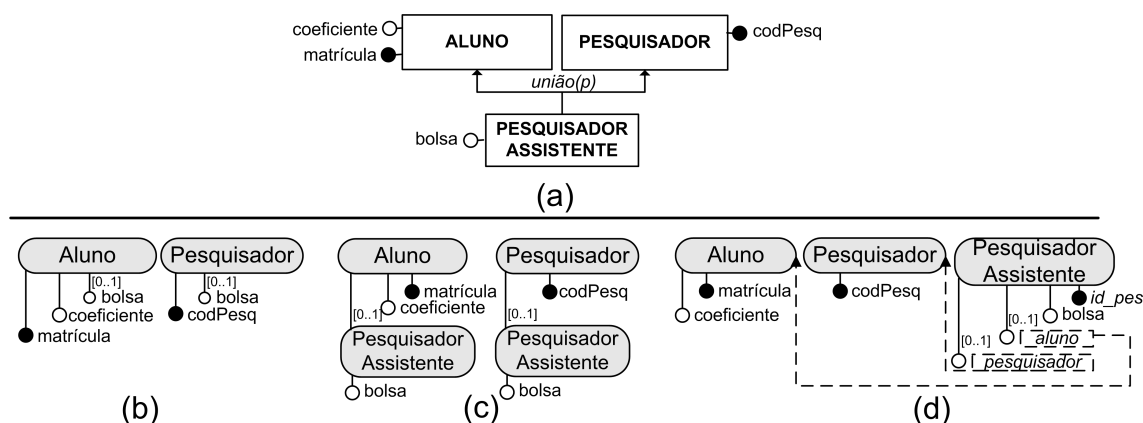 coeficiente
matrícula
ALUNO
PESQUISADOR
codPesq
união(p)
bolsa
PESQUISADOR
ASSISTENTE
(a)
Aluno
[0..1]
bolsa
coeficiente
matrícula
Pesquisador
[0..1]
bolsa
codPesq
(b)
Aluno
matrícula
coeficiente
[0..1]
Pesquisador
Assistente
bolsa
Pesquisador
codPesq
[0..1]
Pesquisador
Assistente
bolsa
(c)
Aluno
matrícula
coeficiente
Pesquisador
codPesq
Pesquisador
Assistente
id_pes
bolsa
[0..1]
aluno
[0..1]
pesquisador
(d)